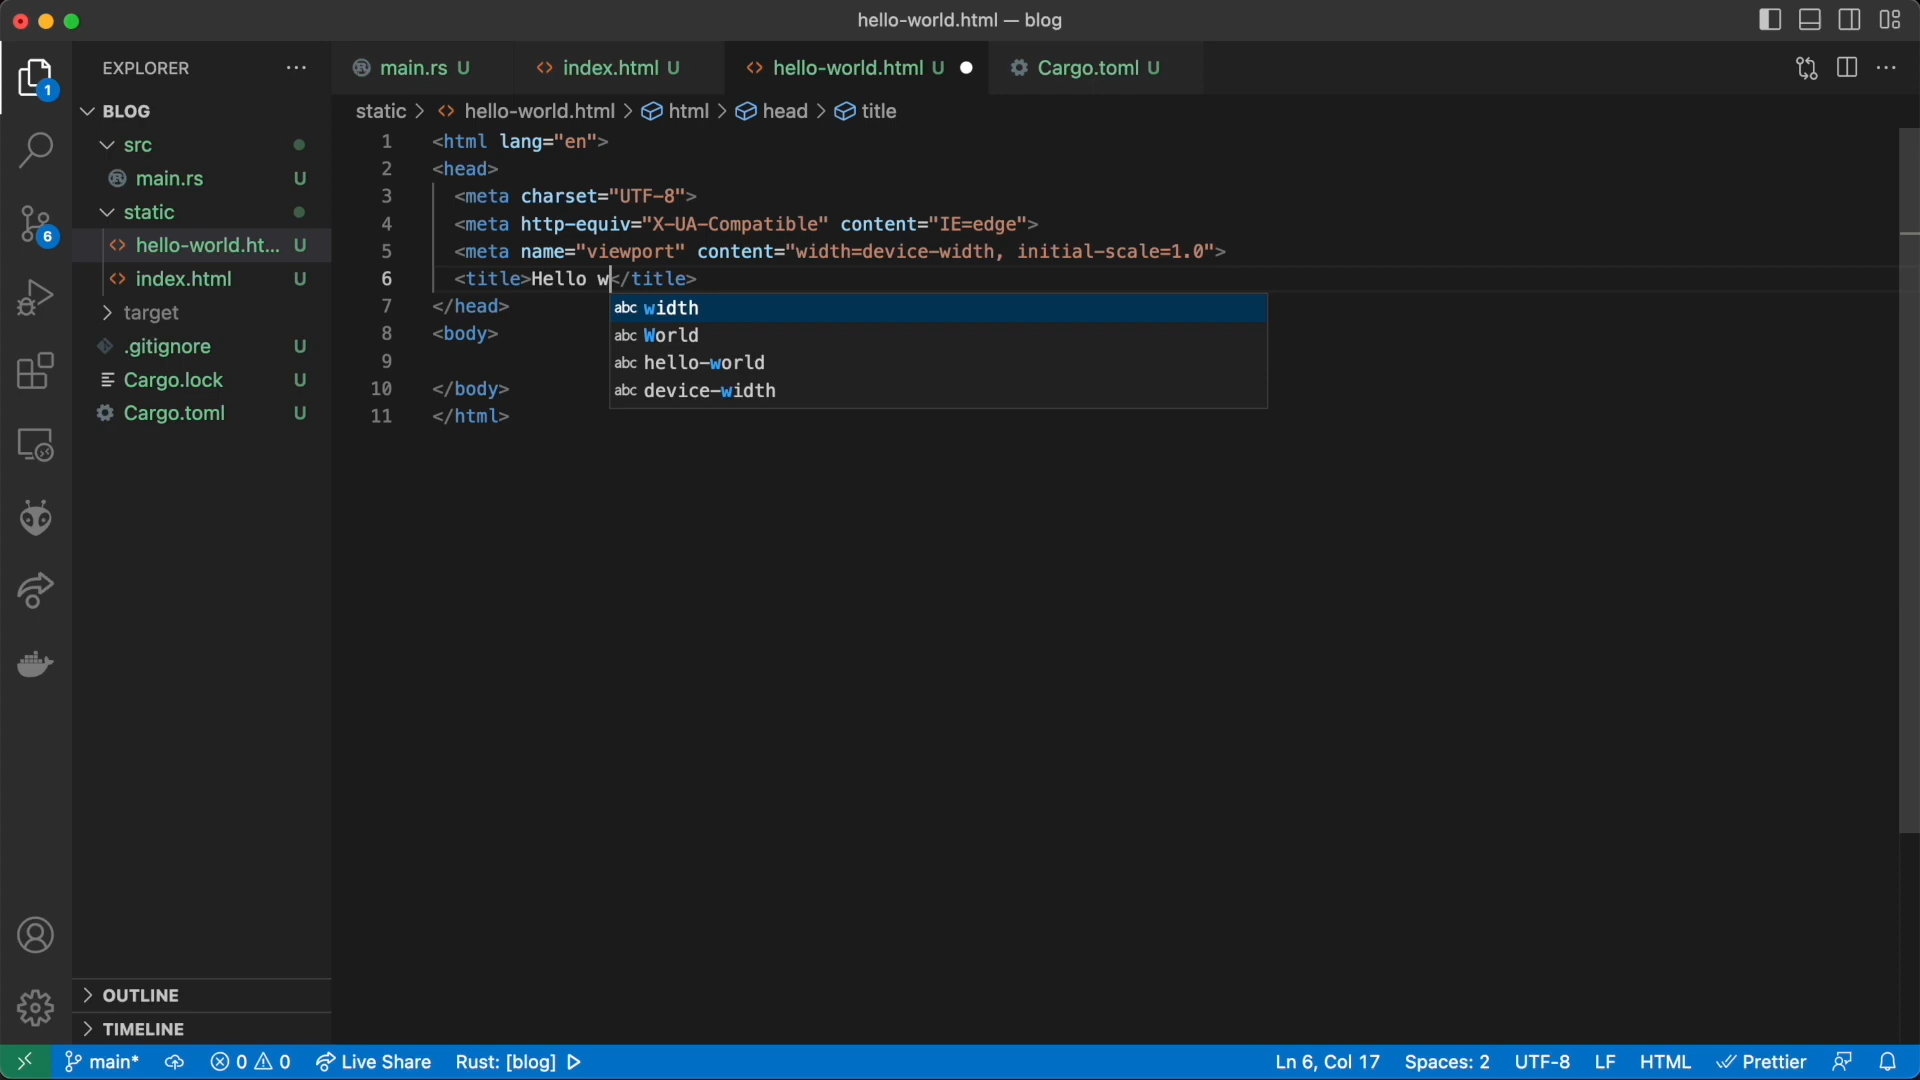 hello-world.html — blog
EXPLORER
main.rs U
index.html U
hello-world.html U
Cargo.toml U
1
BLOG
static > hello-world.html > html > head > title
src
main.rs U
static
6
hello-world.ht... U
index.html U
target
.gitignore U
Cargo.lock U
Cargo.toml U
1 <html lang="en">
2 <head>
3 <meta charset="UTF-8">
4 <meta http-equiv="X-UA-Compatible" content="IE=edge">
5 <meta name="viewport" content="width=device-width, initial-scale=1.0">
6 <title>Hello w</title>
7 </head>
abc width
8 <body>
abc World
9
abc hello-world
10 </body>
abc device-width
11 </html>
OUTLINE
TIMELINE
main* 0 0 Live Share Rust: [blog] Ln 6, Col 17 Spaces: 2 UTF-8 LF HTML Prettier